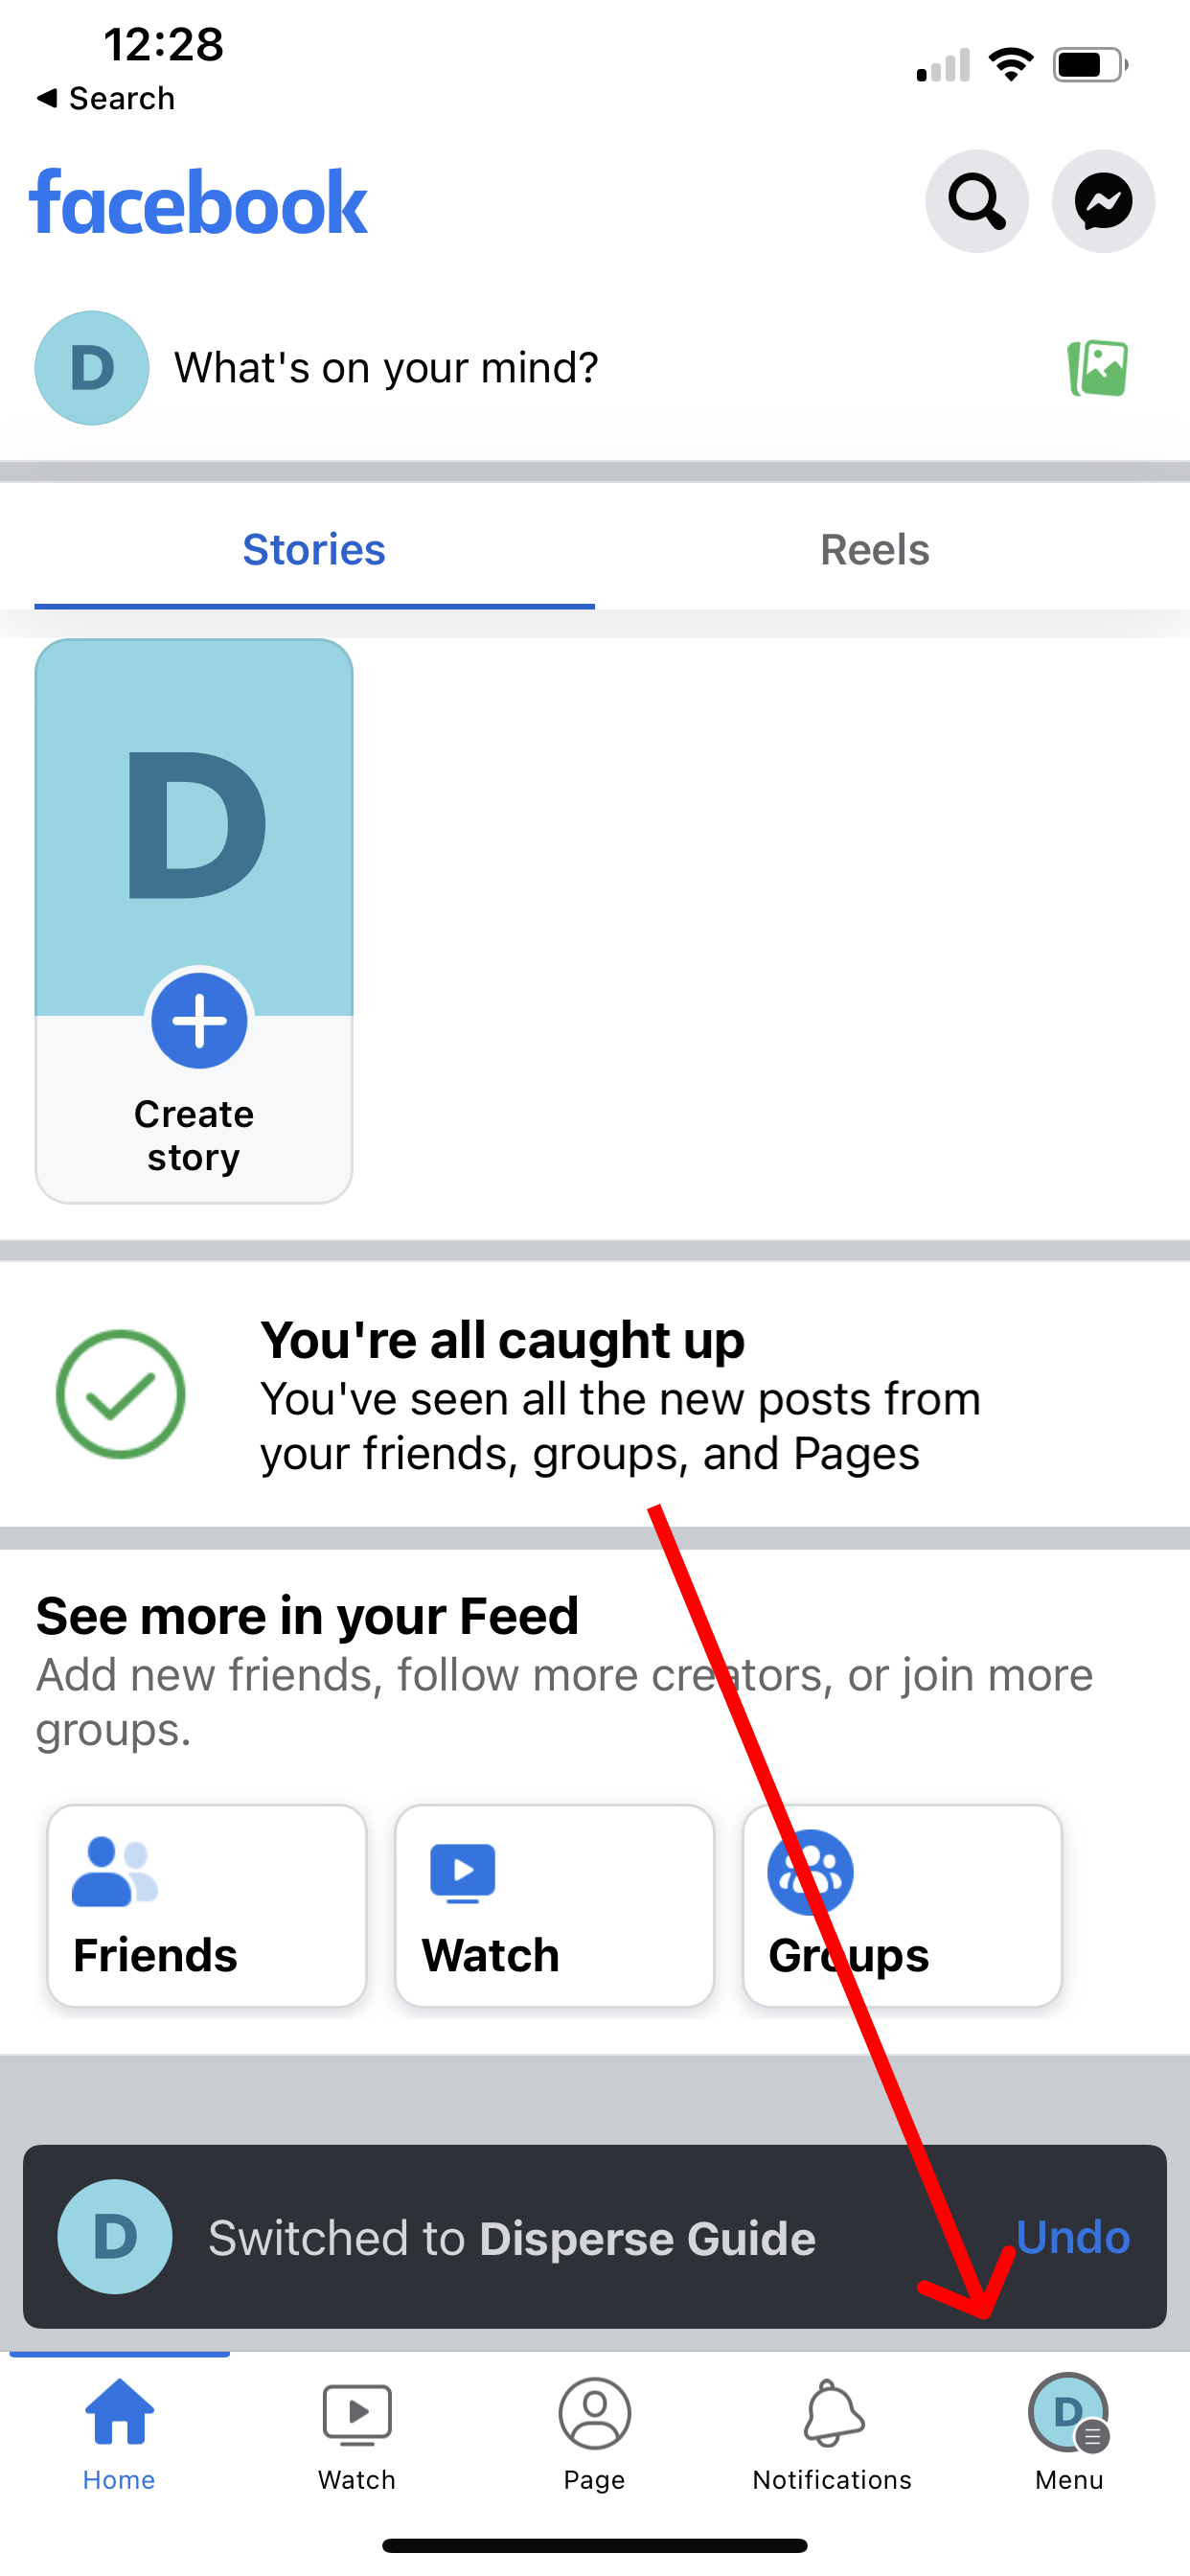 12:28
◀ Search
facebook
D What's on your mind?
Stories Reels
D
Create
story
You're all caught up
You've seen all the new posts from
your friends, groups, and Pages
See more in your Feed
Add new friends, follow more creators, or join more
groups.
Friends Watch Groups
D Switched to Disperse Guide Undo
D
Home Watch Page Notifications Menu